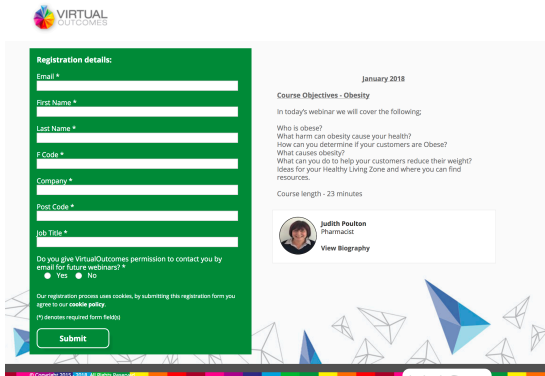 VIRTUAL
OUTCOMES
Registration details:
Email *
First Name *
Last Name *
F Code *
Company *
Post Code *
Job Title *
Do you give VirtualOutcomes permission to contact you by
email for future webinars? *
Yes No
Our registration process uses cookies, by submitting this registration form you
agree to our cookie policy.
(*) denotes required form field(s)
Submit
January 2018
Course Objectives - Obesity
In today's webinar we will cover the following;
Who is obese?
What harm can obesity cause your health?
How can you determine if your customers are Obese?
What causes obesity?
What can you do to help your customers reduce their weight?
Ideas for your Healthy Living Zone and where you can find
resources.
Course length - 23 minutes
Judith Poulton
Pharmacist
View Biography
© Copyright 2015 - 2018. All Rights Reserved